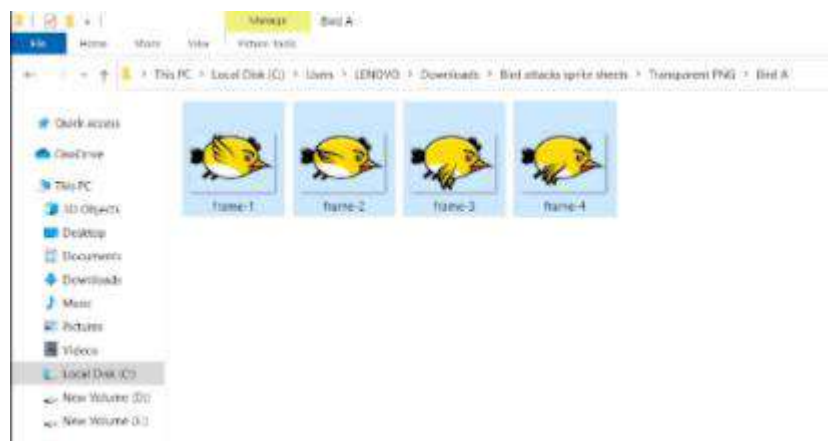 Manage Bird A
File Home Share View Picture Tools
This PC > Local Disk (C:) > Users > LENOVO > Downloads > Bird attacks sprite sheets > Transparent PNG > Bird A
Quick access
OneDrive
This PC
3D Objects
Desktop
Documents
Downloads
Music
Pictures
Videos
Local Disk (C:)
New Volume (D:)
New Volume
frame-1 frame-2 frame-3 frame-4